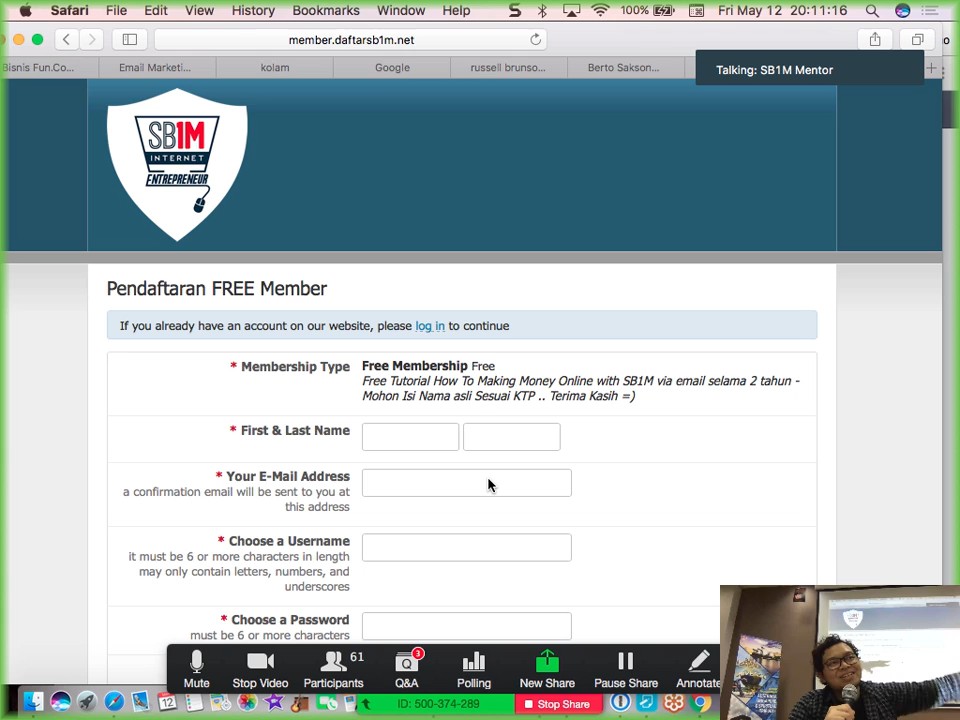 Safari File Edit View History Bookmarks Window Help 100% Fri May 12 20:11:16
member.daftarsb1m.net
Bisnis Fun.Co... Email Marketi... kolam Google russell brunso... Berto Sakson...
Talking: SB1M Mentor
SB1M
INTERNET
ENTREPRENEUR
Pendaftaran FREE Member
If you already have an account on our website, please log in to continue
* Membership Type Free Membership Free
Free Tutorial How To Making Money Online with SB1M via email selama 2 tahun -
Mohon Isi Nama asli Sesuai KTP .. Terima Kasih =)
* First & Last Name
* Your E-Mail Address
a confirmation email will be sent to you at
this address
* Choose a Username
it must be 6 or more characters in length
may only contain letters, numbers, and
underscores
* Choose a Password
must be 6 or more characters
61 3
Mute Stop Video Participants Q&A Polling New Share Pause Share Annotate
ID: 500-374-289 Stop Share